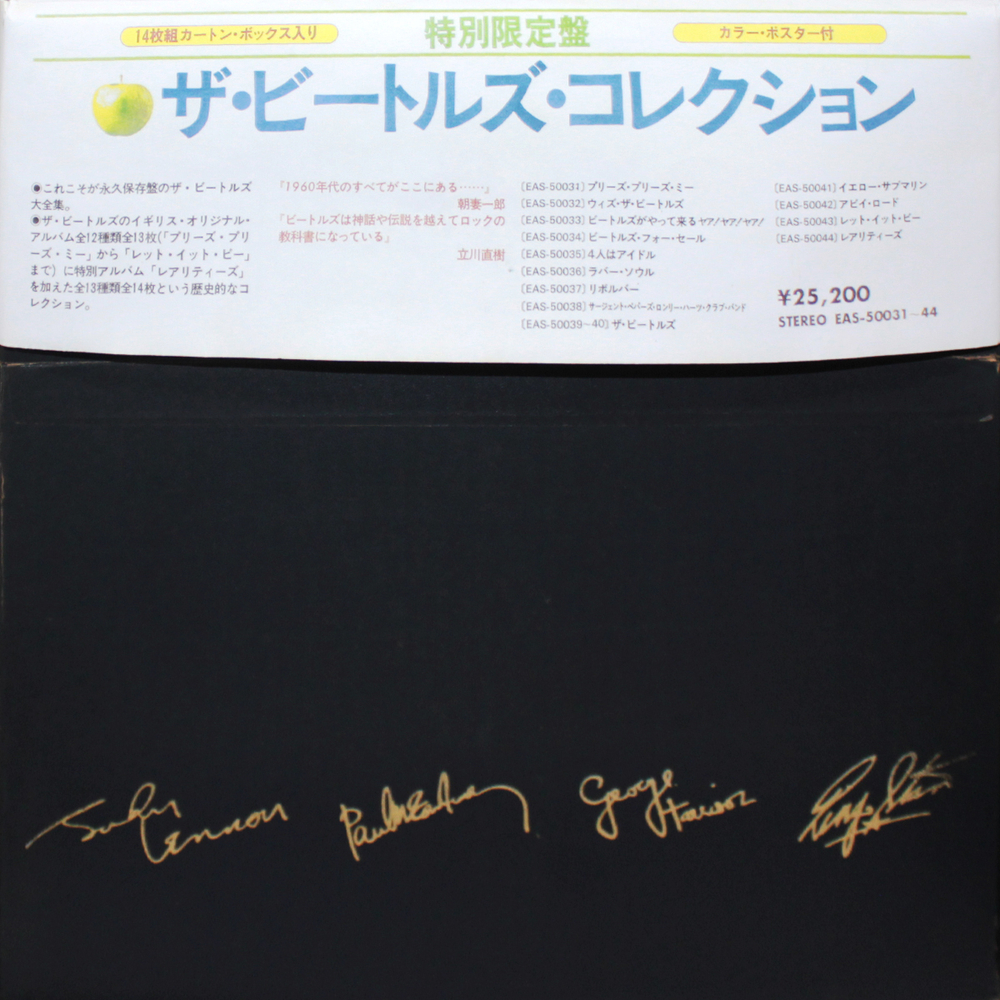 14枚組カートン・ボックス入り
特別限定盤
カラー・ポスター付
ザ・ビートルズ・コレクション
●これこそが永久保存盤のザ・ビートルズ
大全集。
●ザ・ビートルズのイギリス・オリジナル・
アルバム全12種類全13枚(「プリーズ・プリ
ーズ・ミー」から「レット・イット・ビー」
まで)に特別アルバム「レアリティーズ」
を加えた全13種類全14枚という歴史的なコ
レクション。
『1960年代のすべてがここにある……』
朝妻一郎
『ビートルズは神話や伝説を越えてロックの
教科書になっている』
立川直樹
〔EAS-50031〕プリーズ・プリーズ・ミー
〔EAS-50032〕ウィズ・ザ・ビートルズ
〔EAS-50033〕ビートルズがやって来るヤア!ヤア!ヤア!
〔EAS-50034〕ビートルズ・フォー・セール
〔EAS-50035〕4人はアイドル
〔EAS-50036〕ラバー・ソウル
〔EAS-50037〕リボルバー
〔EAS-50038〕サージェント・ペパーズ・ロンリー・ハーツ・クラブ・バンド
〔EAS-50039~40〕ザ・ビートルズ
〔EAS-50041〕イエロー・サブマリン
〔EAS-50042〕アビイ・ロード
〔EAS-50043〕レット・イット・ビー
〔EAS-50044〕レアリティーズ
¥25,200
STEREO EAS-50031~44
John Lennon
Paul McCartney
George Harrison
Ringo Starr